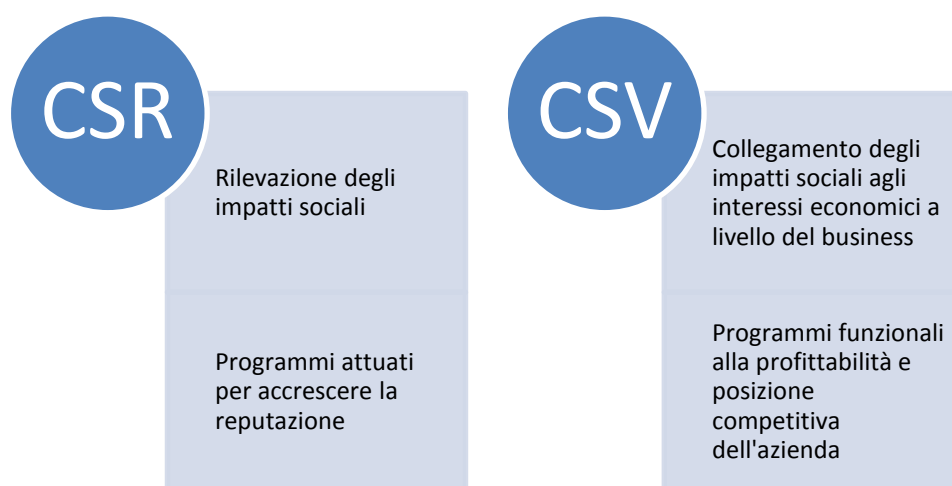 CSR
Rilevazione degli
impatti sociali
Programmi attuati
per accrescere la
reputazione
CSV
Collegamento degli
impatti sociali agli
interessi economici a
livello del business
Programmi funzionali
alla profittabilità e
posizione
competitiva
dell'azienda